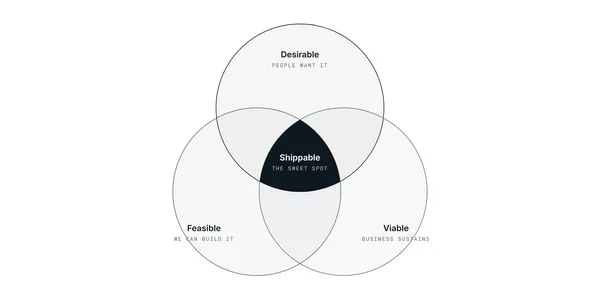 Desirable
PEOPLE WANT IT
Shippable
THE SWEET SPOT
Feasible
WE CAN BUILD IT
Viable
BUSINESS SUSTAINS